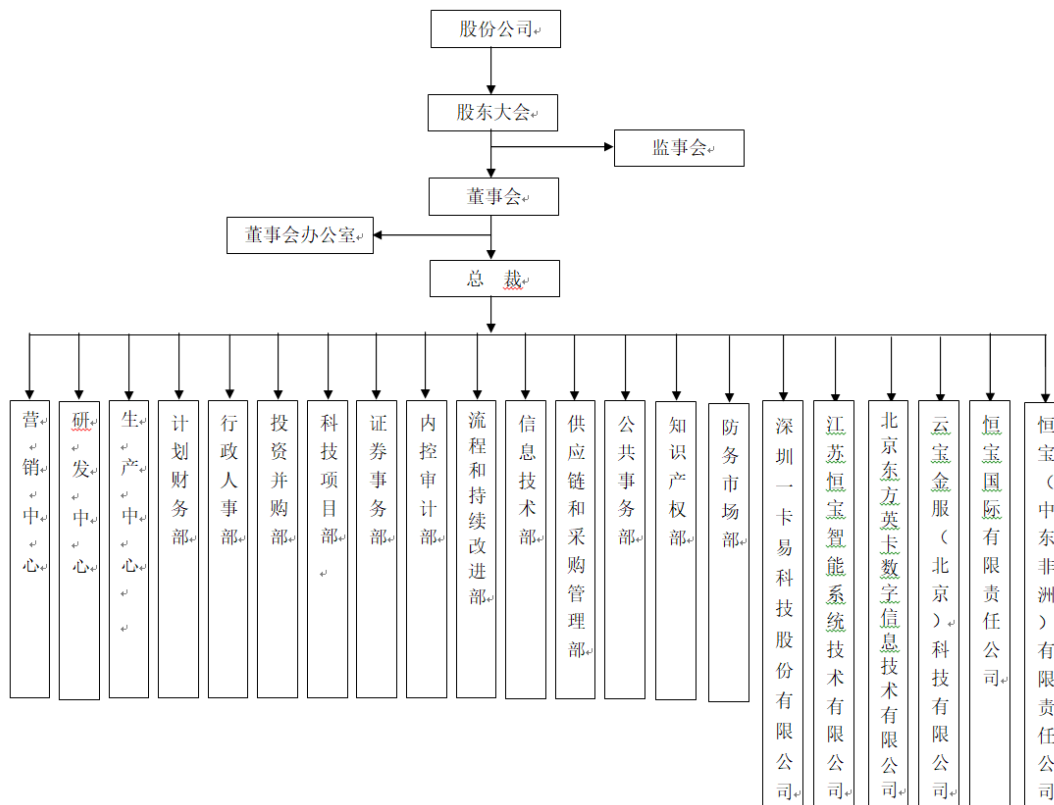 股份公司
股东大会
监事会
董事会
董事会办公室
总 裁
营销中心
研发中心
生产中心
计划财务部
行政人事部
投资并购部
科技项目部
证券事务部
内控审计部
流程和持续改进部
信息技术部
供应链和采购管理部
公共事务部
知识产权部
防务市场部
深圳一卡易科技股份有限公司
江苏恒宝智能系统技术有限公司
北京东方英卡数字信息技术有限公司
云宝金服（北京）科技有限公司
恒宝国际有限责任公司
恒宝（中东非洲）有限责任公司